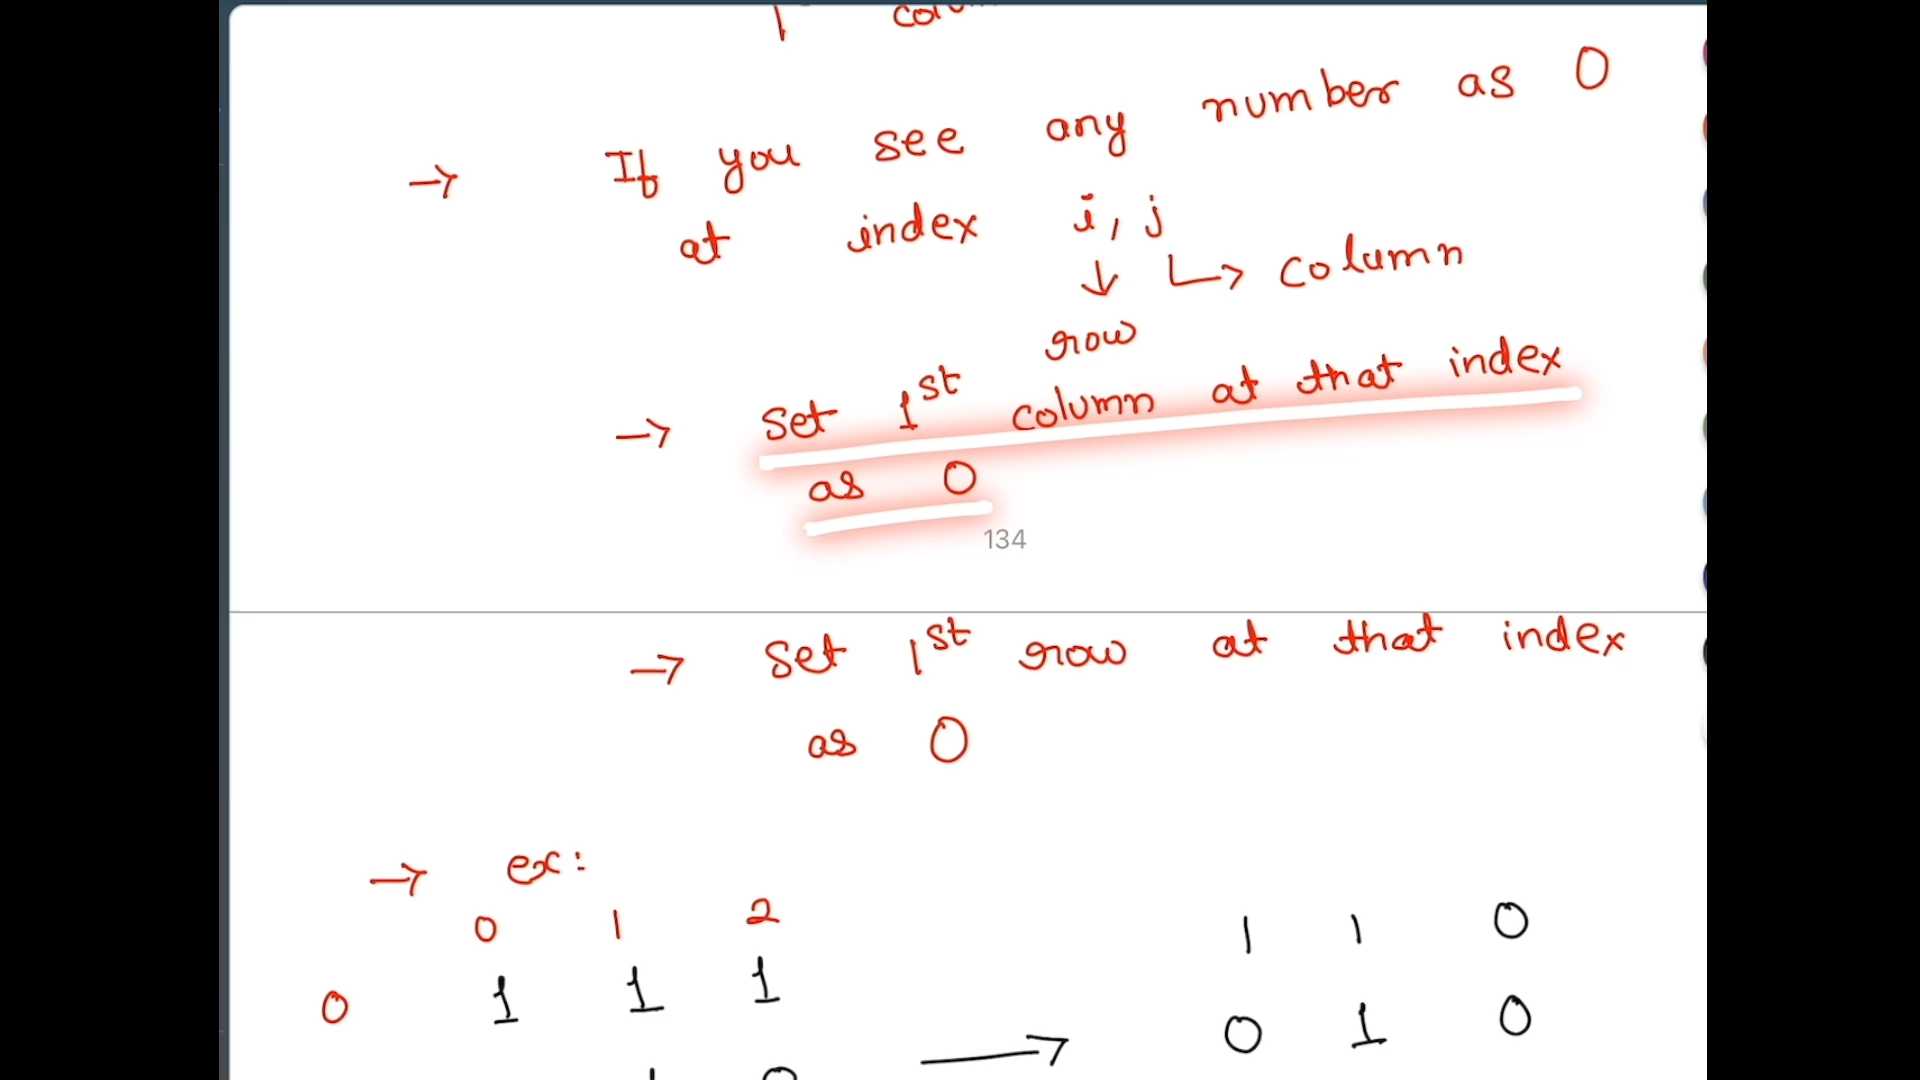 → If you see any number as 0
at index i, j
↓ ↳ column
row
→ Set 1st column at that index
as 0
134
→ Set 1st row at that index
as 0
→ ex:
0 1 2
0 1 1 1
1 1 0
→ 0 1 0